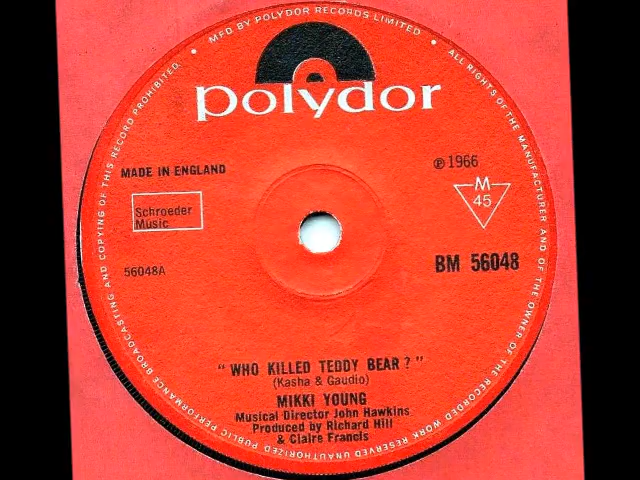 MFD BY POLYDOR RECORDS LIMITED • ALL RIGHTS OF THE MANUFACTURER AND OF THE OWNER OF THE RECORDED WORK RESERVED UNAUTHORIZED PUBLIC PERFORMANCE BROADCASTING AND COPYING OF THIS RECORD PROHIBITED. •
polydor
MADE IN ENGLAND
℗ 1966
Schroeder
Music
M
45
56048A
BM 56048
"WHO KILLED TEDDY BEAR?"
(Kasha & Gaudio)
MIKKI YOUNG
Musical Director John Hawkins
Produced by Richard Hill
& Claire Francis